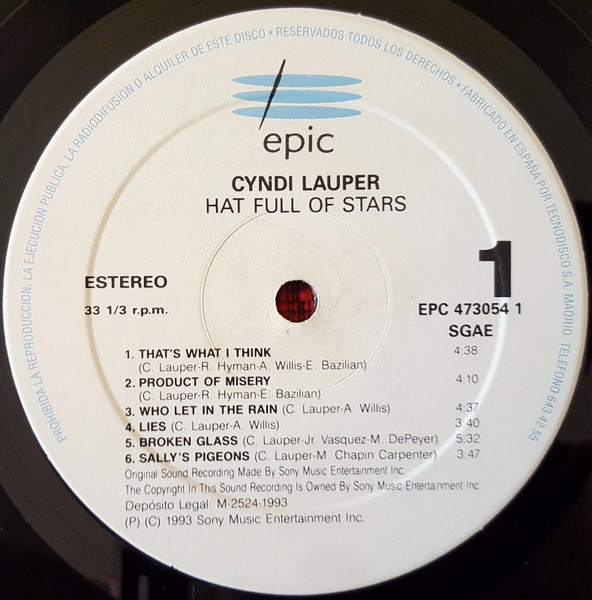 PROHIBIDA LA REPRODUCCION, LA EJECUCION PUBLICA, LA RADIODIFUSION O ALQUILER DE ESTE DISCO • RESERVADOS TODOS LOS DERECHOS • FABRICADO EN ESPAÑA POR TECNODISCO S.A. MADRID. TELEFONO 643 42 55
epic
CYNDI LAUPER
HAT FULL OF STARS
1
ESTEREO
33 1/3 r.p.m.
EPC 473054 1
SGAE
1. THAT'S WHAT I THINK 4:38
(C. Lauper-R. Hyman-A. Willis-E. Bazilian)
2. PRODUCT OF MISERY 4:10
(C. Lauper-R. Hyman-E. Bazilian)
3. WHO LET IN THE RAIN (C. Lauper-A. Willis) 4:37
4. LIES (C. Lauper-A. Willis) 3:40
5. BROKEN GLASS (C. Lauper-Jr. Vasquez-M. DePeyer) 5:32
6. SALLY'S PIGEONS (C. Lauper-M. Chapin Carpenter) 3:47
Original Sound Recording Made By Sony Music Entertainment Inc.
The Copyright In This Sound Recording Is Owned By Sony Music Entertainment Inc.
Depósito Legal: M-2524-1993
(P) (C) 1993 Sony Music Entertainment Inc.